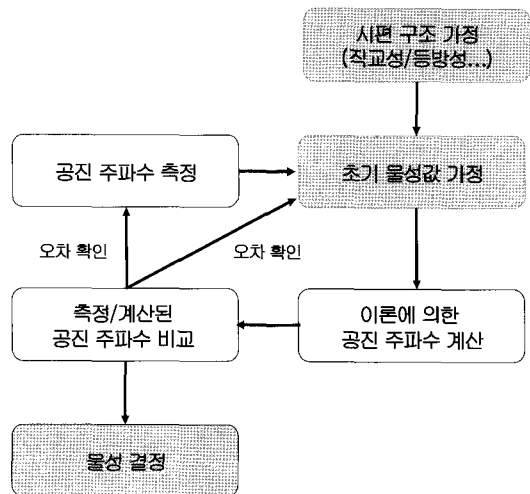 시편 구조 가정
(직교성/등방성...)
공진 주파수 측정
초기 물성값 가정
오차 확인
오차 확인
측정/계산된
공진 주파수 비교
이론에 의한
공진 주파수 계산
물성 결정